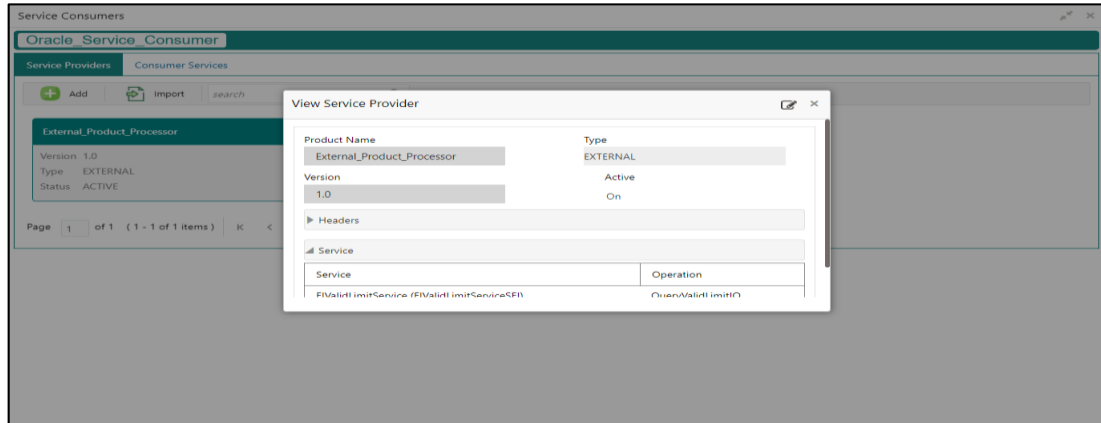 Service Consumers
Oracle_Service_Consumer
Service Providers Consumer Services
Add Import search
External_Product_Processor
Version 1.0
Type EXTERNAL
Status ACTIVE
Page 1 of 1 (1 - 1 of 1 items) K <
View Service Provider
Product Name Type
External_Product_Processor EXTERNAL
Version Active
1.0 On
Headers
Service
Service Operation